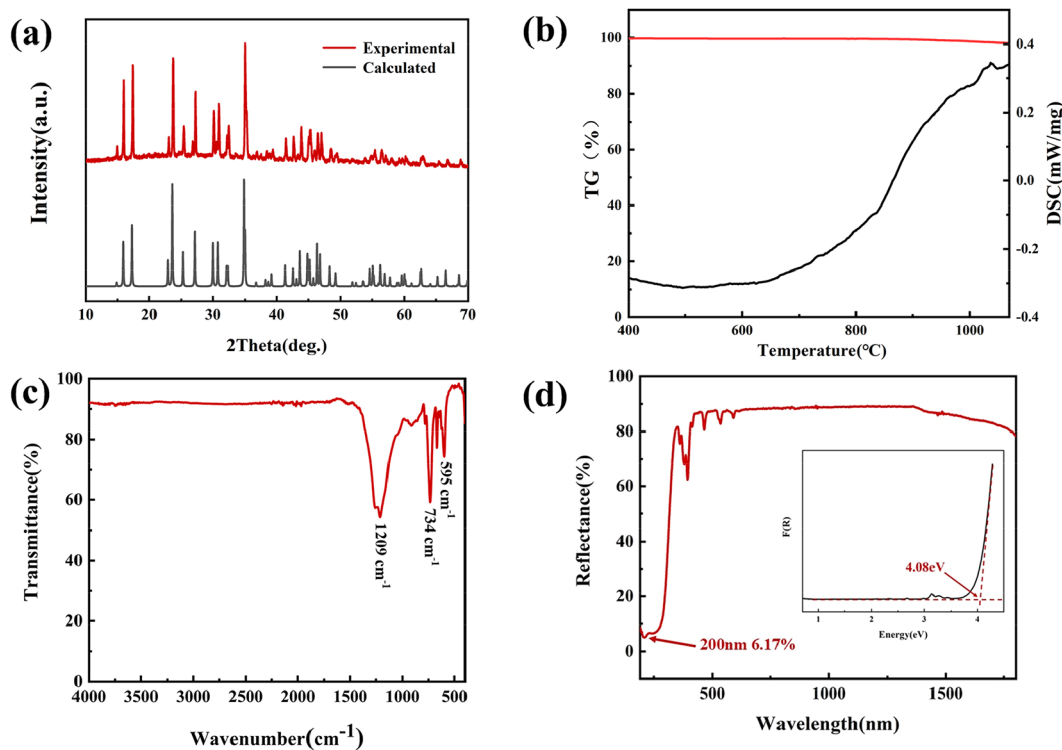 (a)
Intensity(a.u.)
Experimental
Calculated
10 20 30 40 50 60 70
2Theta(deg.)
(b)
TG（%）
100
80
60
40
20
0
0.4
0.2
0.0
-0.2
-0.4
DSC(mW/mg)
400 600 800 1000
Temperature(℃)
(c)
Transmittance(%)
100
80
60
40
20
0
1209 cm-1
734 cm-1
595 cm-1
4000 3500 3000 2500 2000 1500 1000 500
Wavenumber(cm-1)
(d)
Reflectance(%)
100
80
60
40
20
0
F(R)
4.08eV
1 2 3 4
Energy(eV)
200nm 6.17%
500 1000 1500
Wavelength(nm)